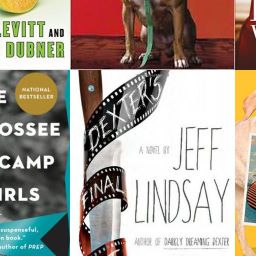 LEVITT AND
DUBNER
NATIONAL
BESTSELLER
E
OSSEE
CAMP
IRLS
suspenseful,
n book."
author of PREP
DEXTER'S
FINAL
A NOVEL BY
JEFF
LINDSAY
AUTHOR OF DARKLY DREAMING DEXTER